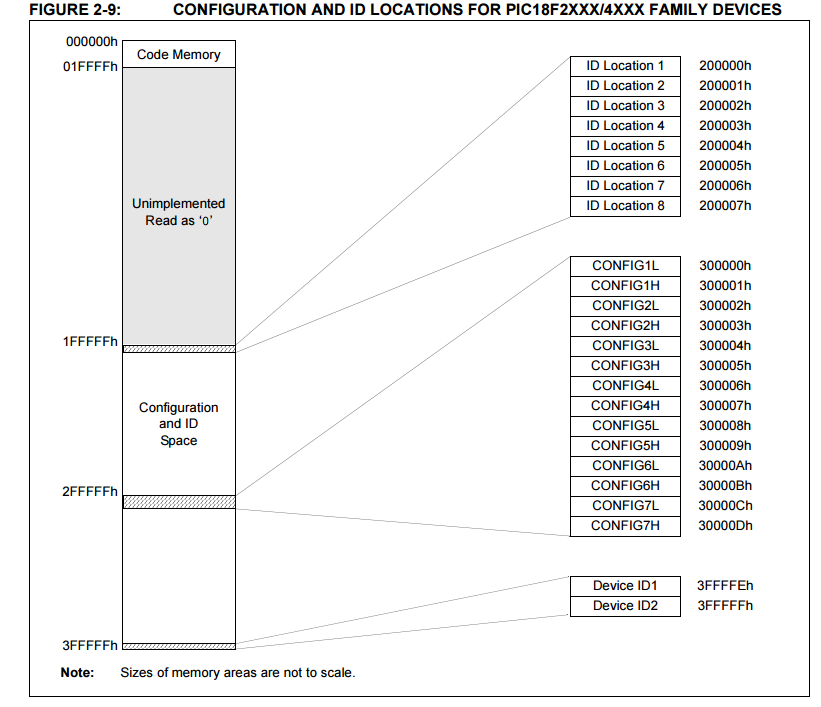 FIGURE 2-9: CONFIGURATION AND ID LOCATIONS FOR PIC18F2XXX/4XXX FAMILY DEVICES
000000h
Code Memory
01FFFFh
Unimplemented
Read as ‘0’
1FFFFFh
Configuration
and ID
Space
2FFFFFh
3FFFFFh
ID Location 1 200000h
ID Location 2 200001h
ID Location 3 200002h
ID Location 4 200003h
ID Location 5 200004h
ID Location 6 200005h
ID Location 7 200006h
ID Location 8 200007h
CONFIG1L 300000h
CONFIG1H 300001h
CONFIG2L 300002h
CONFIG2H 300003h
CONFIG3L 300004h
CONFIG3H 300005h
CONFIG4L 300006h
CONFIG4H 300007h
CONFIG5L 300008h
CONFIG5H 300009h
CONFIG6L 30000Ah
CONFIG6H 30000Bh
CONFIG7L 30000Ch
CONFIG7H 30000Dh
Device ID1 3FFFFEh
Device ID2 3FFFFFh
Note: Sizes of memory areas are not to scale.